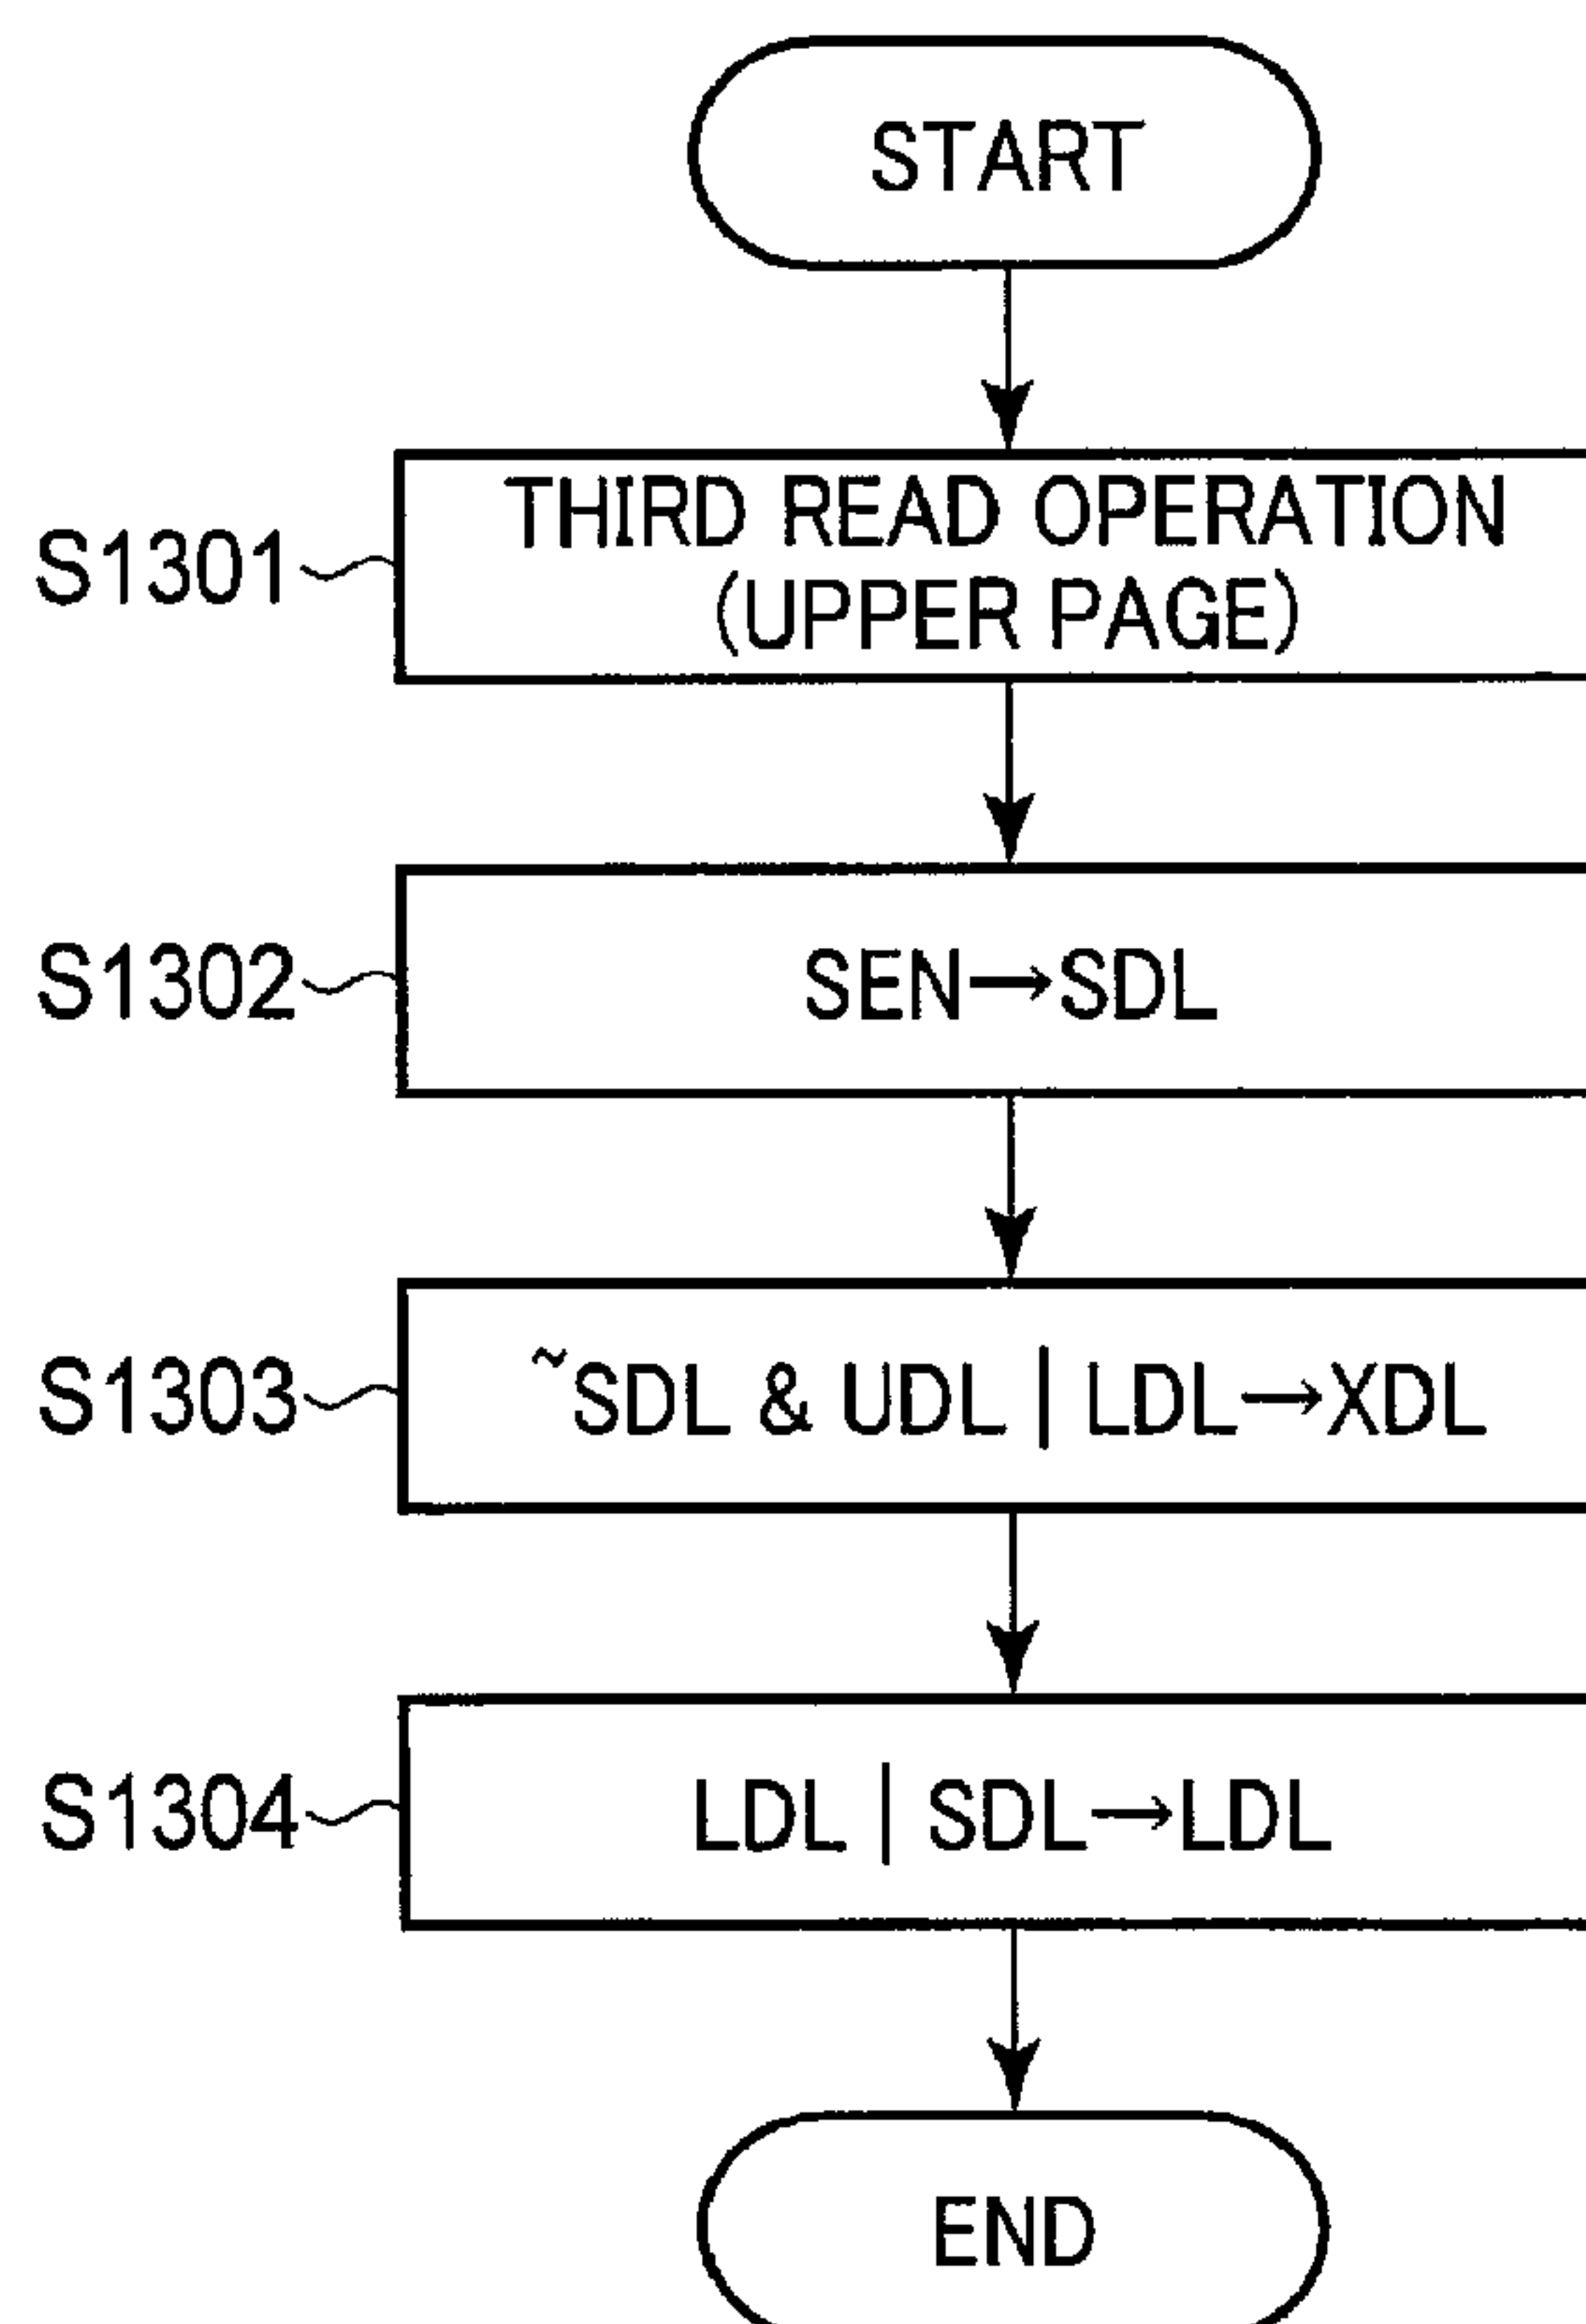 START
S1301
THIRD READ OPERATION
(UPPER PAGE)
S1302
SEN→SDL
S1303
~SDL & UDL | LDL→XDL
S1304
LDL | SDL→LDL
END